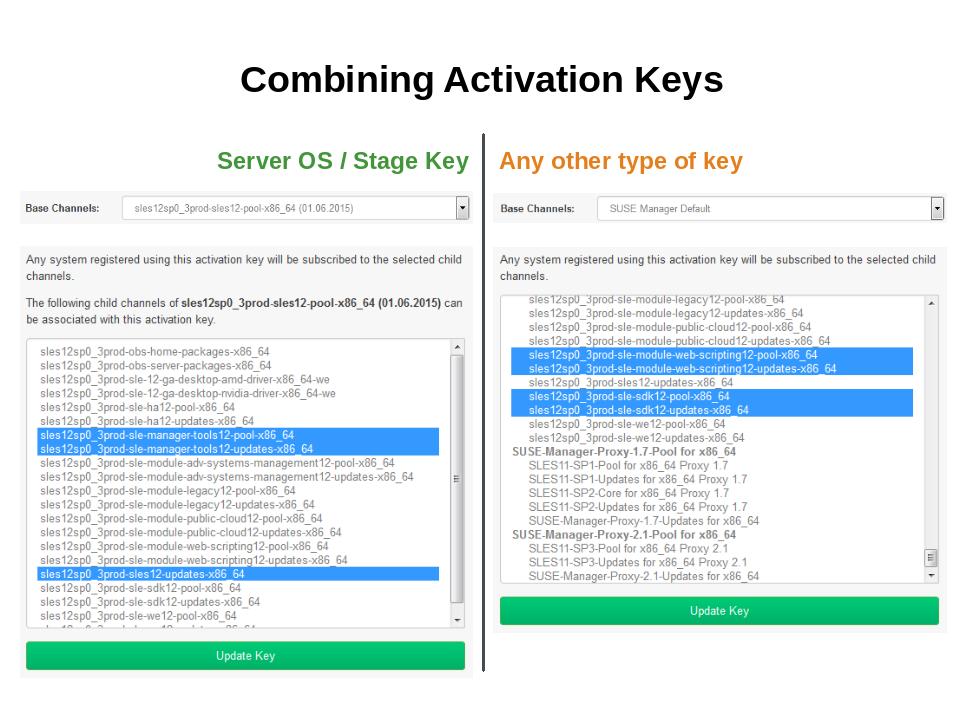 Combining Activation Keys
Server OS / Stage Key
Base Channels:
sles12sp0_3prod-sles12-pool-x86_64 (01.06.2015)
Any system registered using this activation key will be subscribed to the selected child
channels.
The following child channels of sles12sp0_3prod-sles12-pool-x86_64 (01.06.2015) can
be associated with this activation key.
sles12sp0_3prod-obs-home-packages-x86_64
sles12sp0_3prod-obs-server-packages-x86_64
sles12sp0_3prod-sle-12-ga-desktop-amd-driver-x86_64-we
sles12sp0_3prod-sle-12-ga-desktop-nvidia-driver-x86_64-we
sles12sp0_3prod-sle-ha12-pool-x86_64
sles12sp0_3prod-sle-ha12-updates-x86_64
sles12sp0_3prod-sle-manager-tools12-pool-x86_64
sles12sp0_3prod-sle-manager-tools12-updates-x86_64
sles12sp0_3prod-sle-module-adv-systems-management12-pool-x86_64
sles12sp0_3prod-sle-module-adv-systems-management12-updates-x86_64
sles12sp0_3prod-sle-module-legacy12-pool-x86_64
sles12sp0_3prod-sle-module-legacy12-updates-x86_64
sles12sp0_3prod-sle-module-public-cloud12-pool-x86_64
sles12sp0_3prod-sle-module-public-cloud12-updates-x86_64
sles12sp0_3prod-sle-module-web-scripting12-pool-x86_64
sles12sp0_3prod-sle-module-web-scripting12-updates-x86_64
sles12sp0_3prod-sles12-updates-x86_64
sles12sp0_3prod-sle-sdk12-pool-x86_64
sles12sp0_3prod-sle-sdk12-updates-x86_64
sles12sp0_3prod-sle-we12-pool-x86_64
Update Key
Any other type of key
Base Channels:
SUSE Manager Default
Any system registered using this activation key will be subscribed to the selected child
channels.
sles12sp0_3prod-sle-module-legacy12-pool-x86_64
sles12sp0_3prod-sle-module-legacy12-updates-x86_64
sles12sp0_3prod-sle-module-public-cloud12-pool-x86_64
sles12sp0_3prod-sle-module-public-cloud12-updates-x86_64
sles12sp0_3prod-sle-module-web-scripting12-pool-x86_64
sles12sp0_3prod-sle-module-web-scripting12-updates-x86_64
sles12sp0_3prod-sles12-updates-x86_64
sles12sp0_3prod-sle-sdk12-pool-x86_64
sles12sp0_3prod-sle-sdk12-updates-x86_64
sles12sp0_3prod-sle-we12-pool-x86_64
sles12sp0_3prod-sle-we12-updates-x86_64
SUSE-Manager-Proxy-1.7-Pool for x86_64
SLES11-SP1-Pool for x86_64 Proxy 1.7
SLES11-SP1-Updates for x86_64 Proxy 1.7
SLES11-SP2-Core for x86_64 Proxy 1.7
SLES11-SP2-Updates for x86_64 Proxy 1.7
SUSE-Manager-Proxy-1.7-Updates for x86_64
SUSE-Manager-Proxy-2.1-Pool for x86_64
SLES11-SP3-Pool for x86_64 Proxy 2.1
SLES11-SP3-Updates for x86_64 Proxy 2.1
SUSE-Manager-Proxy-2.1-Updates for x86_64
Update Key